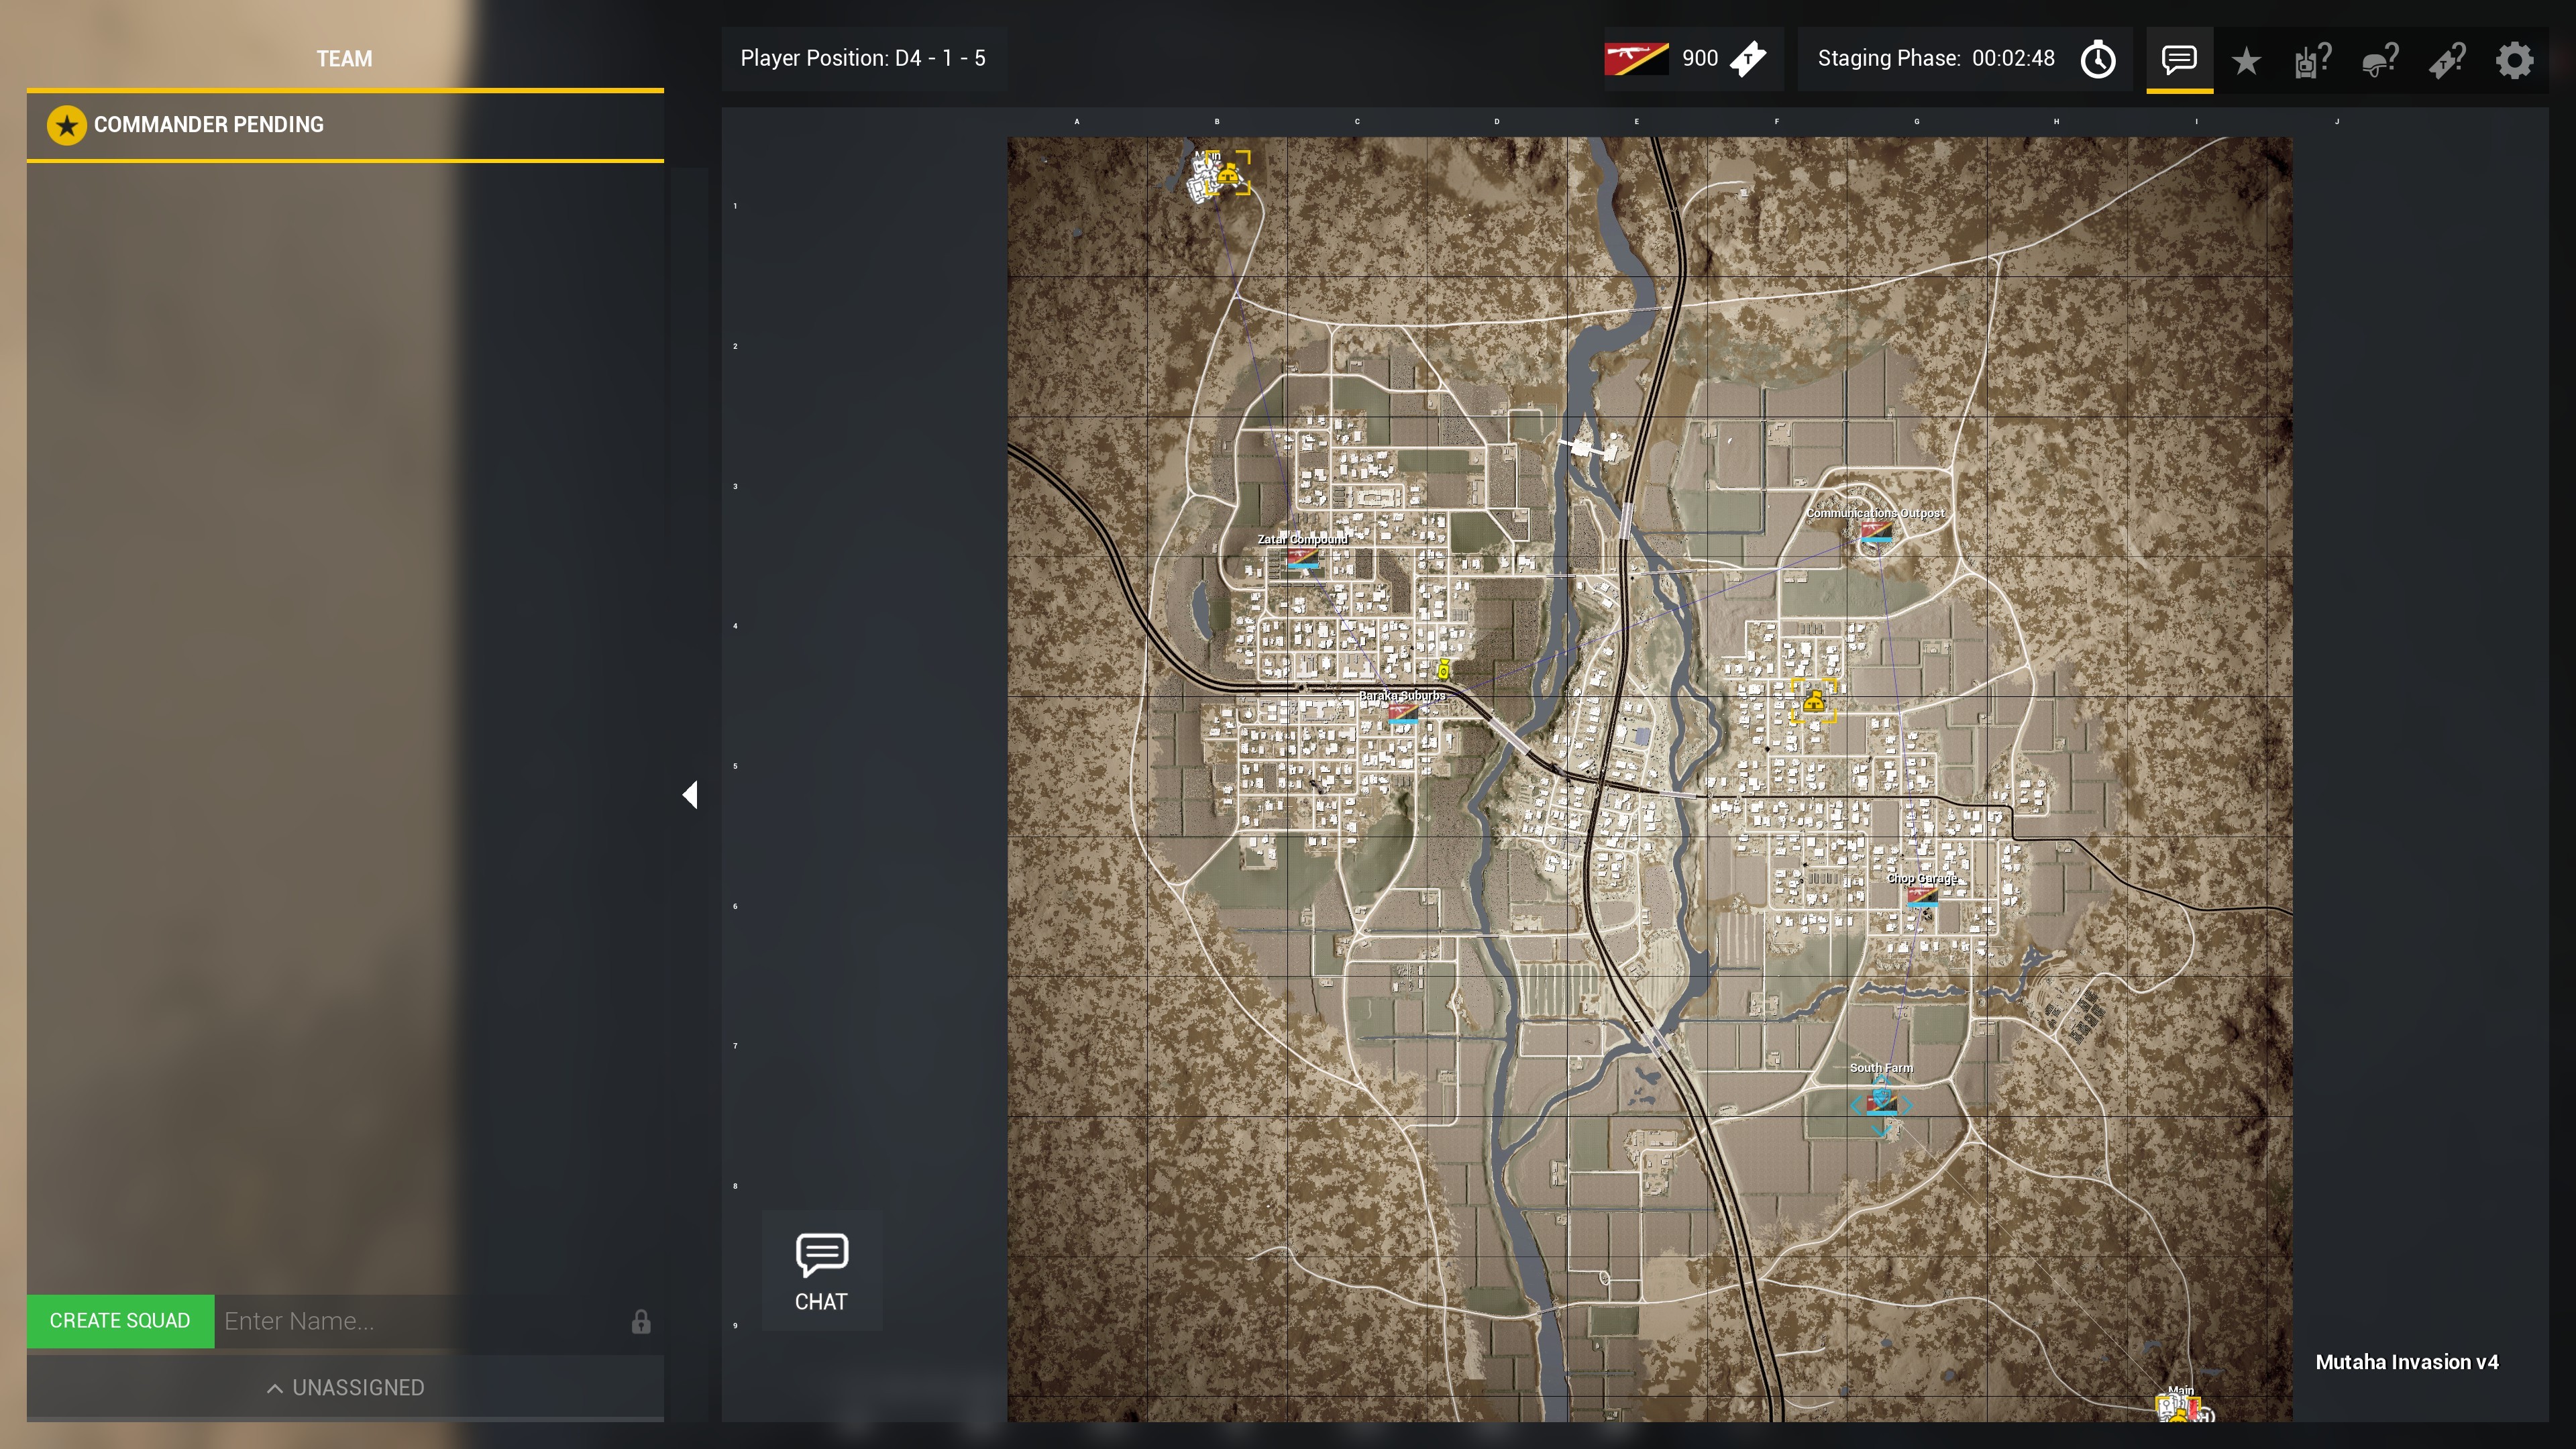 TEAM
Player Position: D4 - 1 - 5
900
Staging Phase: 00:02:48
COMMANDER PENDING
A B C D E F G H I J
Main
1
2
3
Communications Outpost
Zatar Compound
4
Baraka Suburbs
5
Chop Garage
6
7
South Farm
8
CHAT
CREATE SQUAD
Enter Name...
9
Mutaha Invasion v4
UNASSIGNED
Main
H